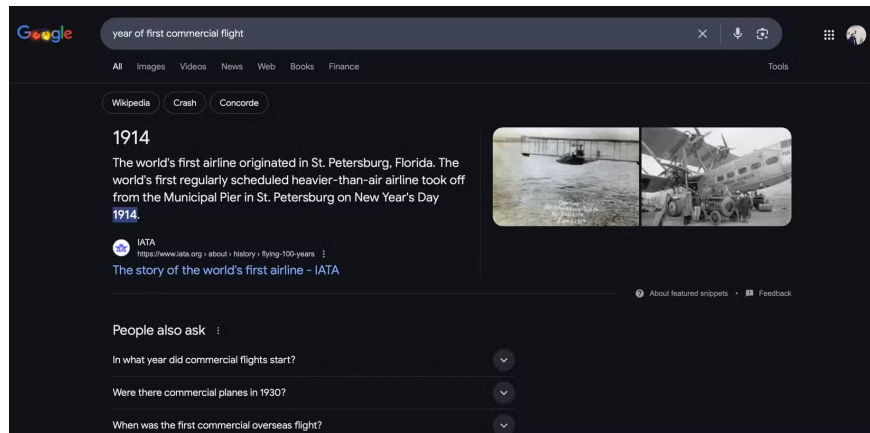 Google
year of first commercial flight
All Images Videos News Web Books Finance Tools
Wikipedia Crash Concorde
1914
The world's first airline originated in St. Petersburg, Florida. The
world's first regularly scheduled heavier-than-air airline took off
from the Municipal Pier in St. Petersburg on New Year's Day
1914.
IATA
https://www.iata.org › about › history › flying-100-years
The story of the world's first airline - IATA
About featured snippets • Feedback
People also ask
In what year did commercial flights start?
Were there commercial planes in 1930?
When was the first commercial overseas flight?